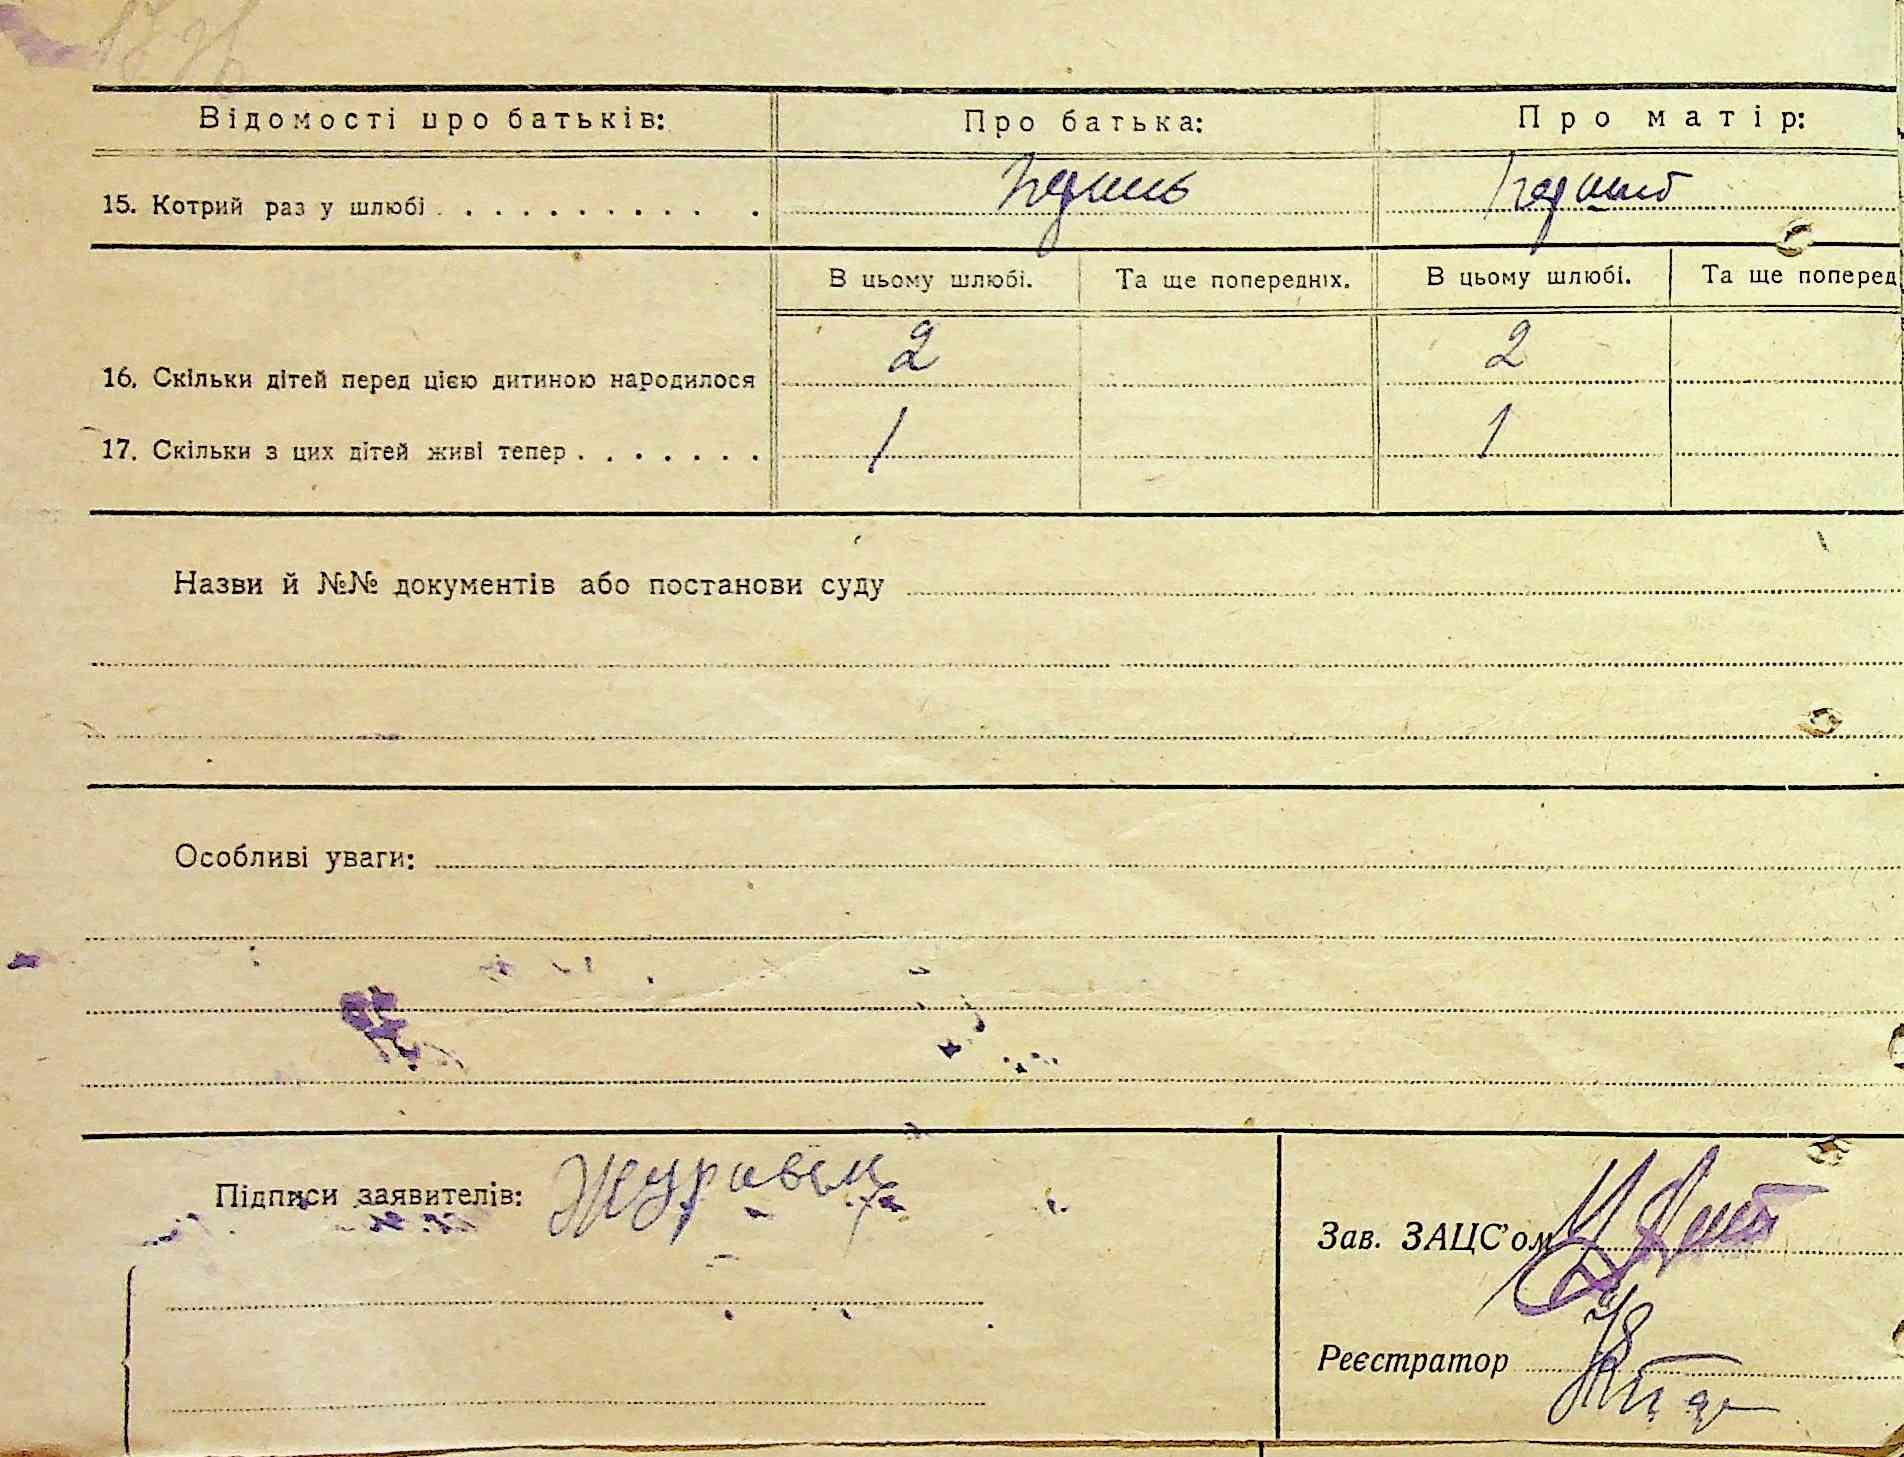 Відомості про батьків: Про батька: Про матір:
15. Котрий раз у шлюбі . . . . . . . . . . . . перший перший
В цьому шлюбі. Та ще попередніх. В цьому шлюбі. Та ще поперед
16. Скільки дітей перед цією дитиною народилося 2 2
17. Скільки з цих дітей живі тепер . . . . . . . 1 1
Назви й №№ документів або постанови суду
Особливі уваги:
Підписи заявителів: Журавель
Зав. ЗАЦС’ом
Реєстратор